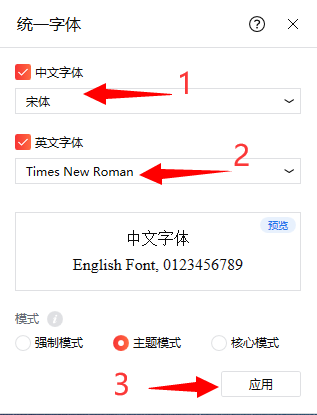 统一字体
中文字体
1
宋体
英文字体
2
Times New Roman
预览
中文字体
English Font, 0123456789
模式
强制模式 主题模式 核心模式
3
应用